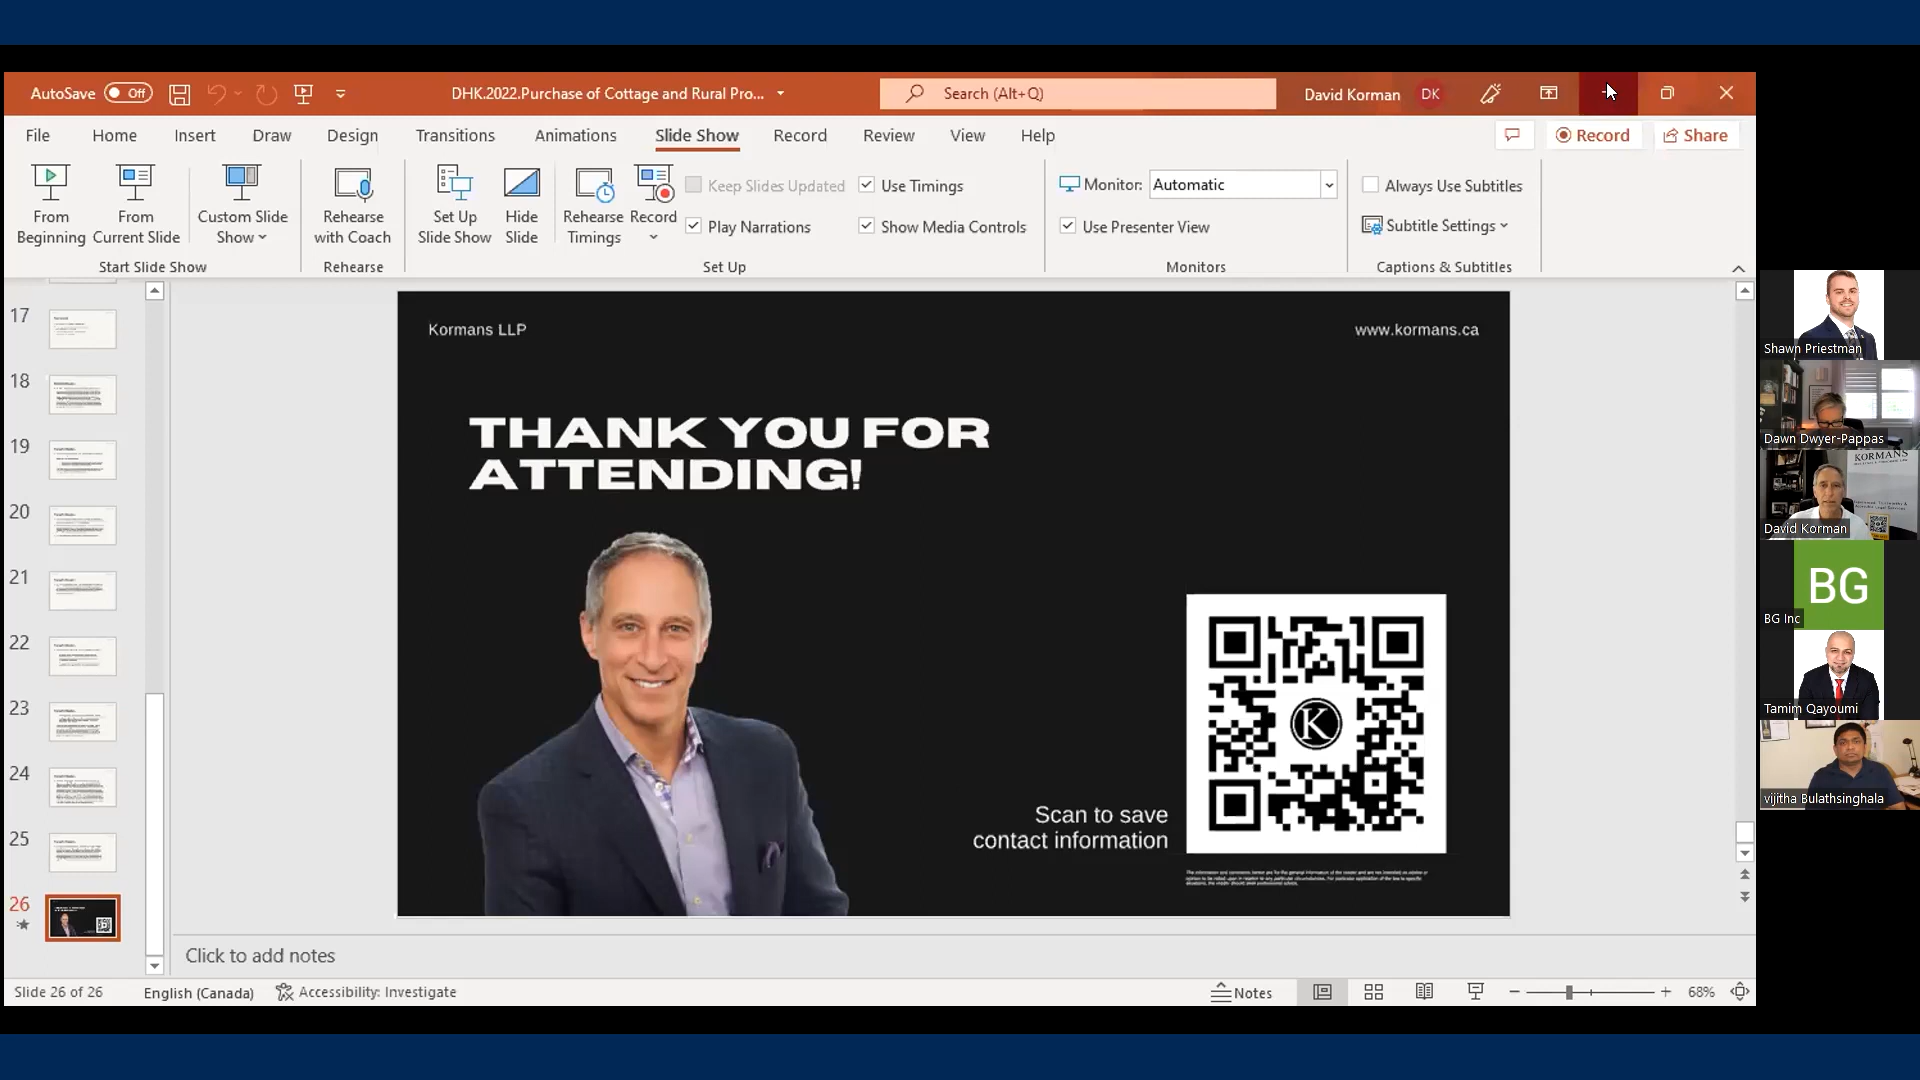 AutoSave Off
DHK.2022.Purchase of Cottage and Rural Pro...
Search (Alt+Q)
David Korman DK
File Home Insert Draw Design Transitions Animations Slide Show Record Review View Help
Record Share
From Beginning
From Current Slide
Custom Slide Show
Start Slide Show
Rehearse with Coach
Rehearse
Set Up Slide Show
Hide Slide
Rehearse Timings
Record
Keep Slides Updated
Use Timings
Play Narrations
Show Media Controls
Set Up
Monitor: Automatic
Use Presenter View
Monitors
Always Use Subtitles
Subtitle Settings
Captions & Subtitles
17
18
19
20
21
22
23
24
25
26
Kormans LLP
www.kormans.ca
THANK YOU FOR
ATTENDING!
K
Scan to save
contact information
Click to add notes
Slide 26 of 26 English (Canada) Accessibility: Investigate
Notes
68%
Shawn Priestman
Dawn Dwyer-Pappas
KORMANS
David Korman
BG
BG Inc
Tamim Qayoumi
vijitha Bulathsinghala